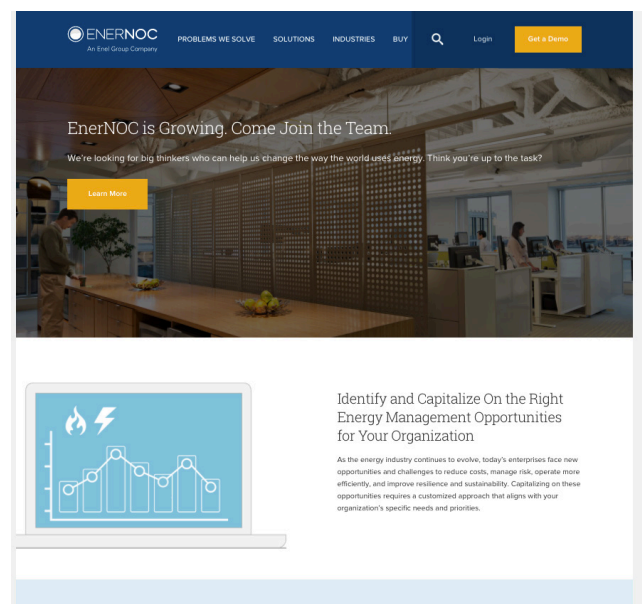 ENERNOC
An Enel Group Company
PROBLEMS WE SOLVE SOLUTIONS INDUSTRIES BUY Login Get a Demo
EnerNOC is Growing. Come Join the Team.
We're looking for big thinkers who can help us change the way the world uses energy. Think you're up to the task?
Learn More
Identify and Capitalize On the Right
Energy Management Opportunities
for Your Organization
As the energy industry continues to evolve, today's enterprises face new
opportunities and challenges to reduce costs, manage risk, operate more
efficiently, and improve resilience and sustainability. Capitalizing on these
opportunities requires a customized approach that aligns with your
organization's specific needs and priorities.